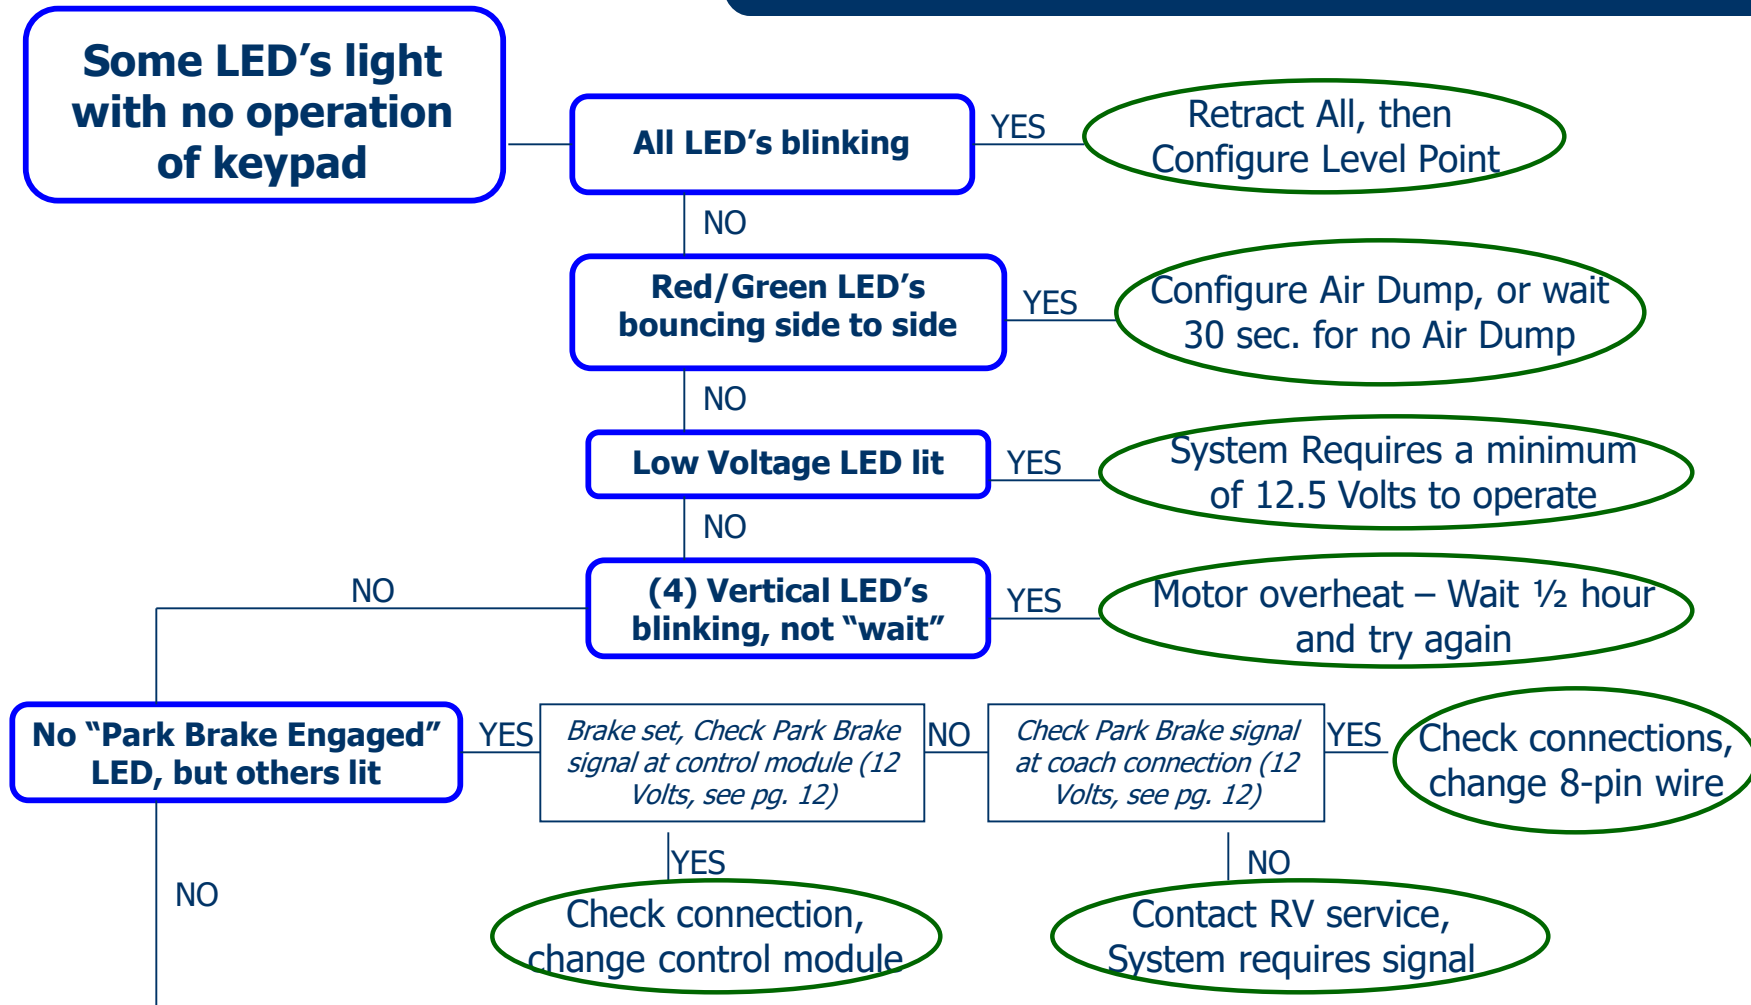 Some LED’s light
with no operation
of keypad
All LED’s blinking
YES
Retract All, then
Configure Level Point
NO
Red/Green LED’s
bouncing side to side
YES
Configure Air Dump, or wait
30 sec. for no Air Dump
NO
Low Voltage LED lit
YES
System Requires a minimum
of 12.5 Volts to operate
NO
(4) Vertical LED’s
blinking, not “wait”
YES
Motor overheat – Wait ½ hour
and try again
NO
No “Park Brake Engaged”
LED, but others lit
YES
Brake set, Check Park Brake
signal at control module (12
Volts, see pg. 12)
NO
Check Park Brake signal
at coach connection (12
Volts, see pg. 12)
YES
Check connections,
change 8-pin wire
YES
Check connection,
change control module
NO
Contact RV service,
System requires signal
NO